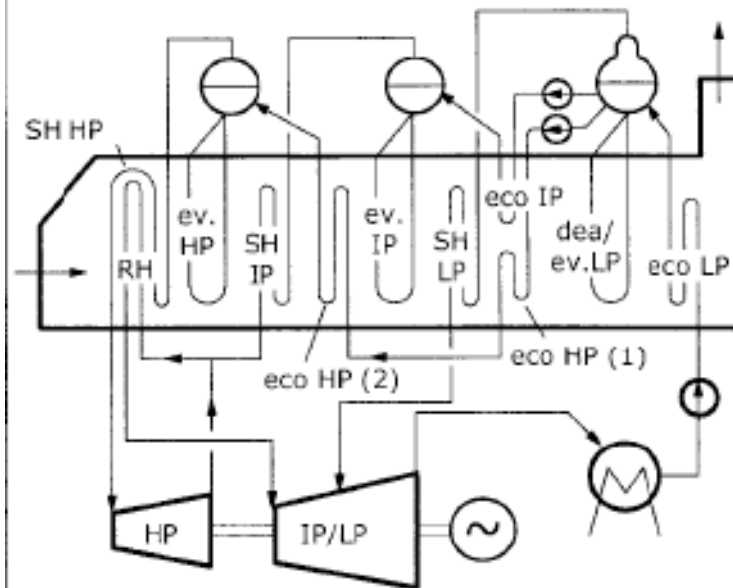 SH HP
RH
ev.
HP
SH
IP
ev.
IP
SH
LP
eco IP
dea/
ev.LP
eco LP
eco HP (2)
eco HP (1)
HP
IP/LP
~